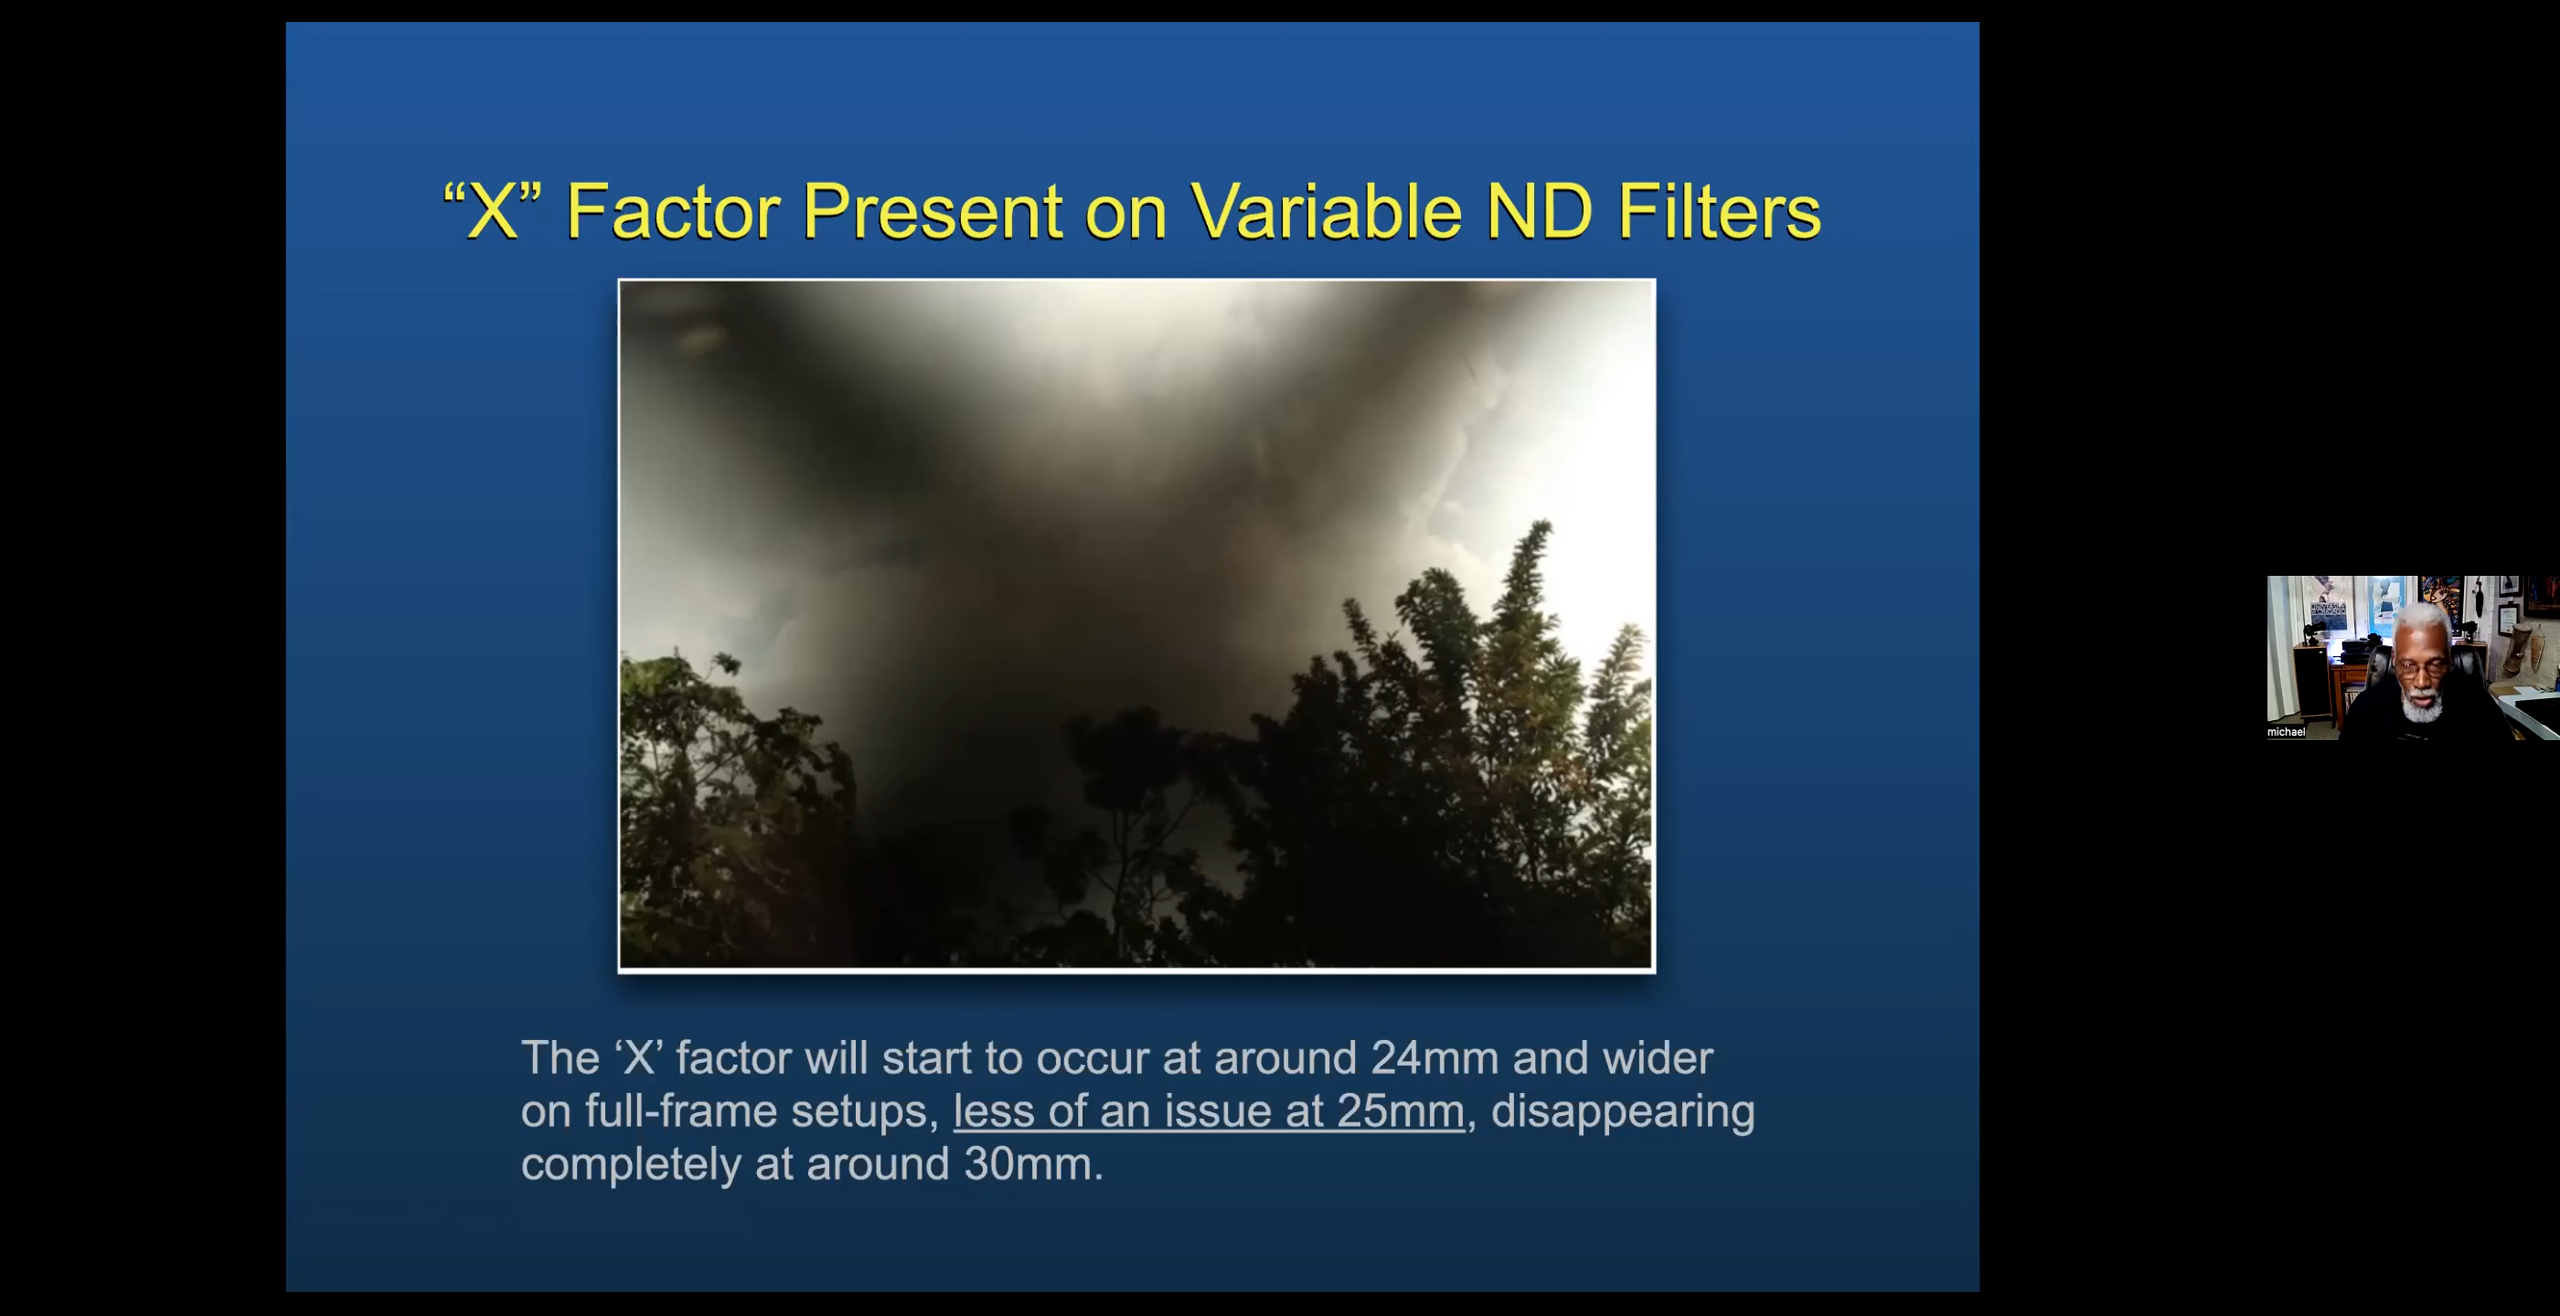 “X” Factor Present on Variable ND Filters
The ‘X’ factor will start to occur at around 24mm and wider
on full-frame setups, less of an issue at 25mm, disappearing
completely at around 30mm.
michael